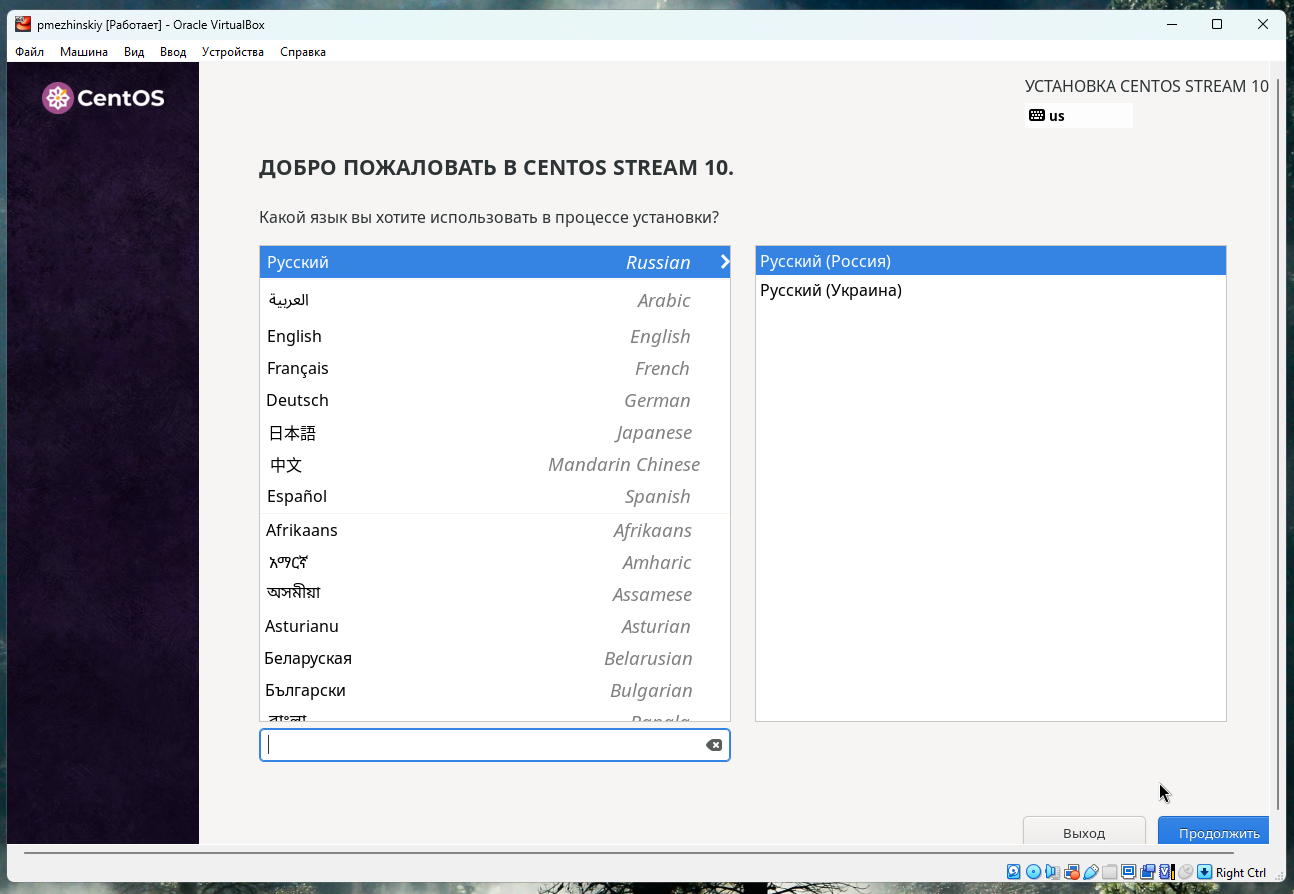 pmezhinskiy [Работает] - Oracle VirtualBox
Файл Машина Вид Ввод Устройства Справка
CentOS
УСТАНОВКА CENTOS STREAM 10
us
ДОБРО ПОЖАЛОВАТЬ В CENTOS STREAM 10.
Какой язык вы хотите использовать в процессе установки?
Русский Russian
العربية Arabic
English English
Français French
Deutsch German
日本語 Japanese
中文 Mandarin Chinese
Español Spanish
Afrikaans Afrikaans
አማርኛ Amharic
অসমীয়া Assamese
Asturianu Asturian
Беларуская Belarusian
Български Bulgarian
বাংলা Bangla
Русский (Россия)
Русский (Украина)
Выход Продолжить
Right Ctrl